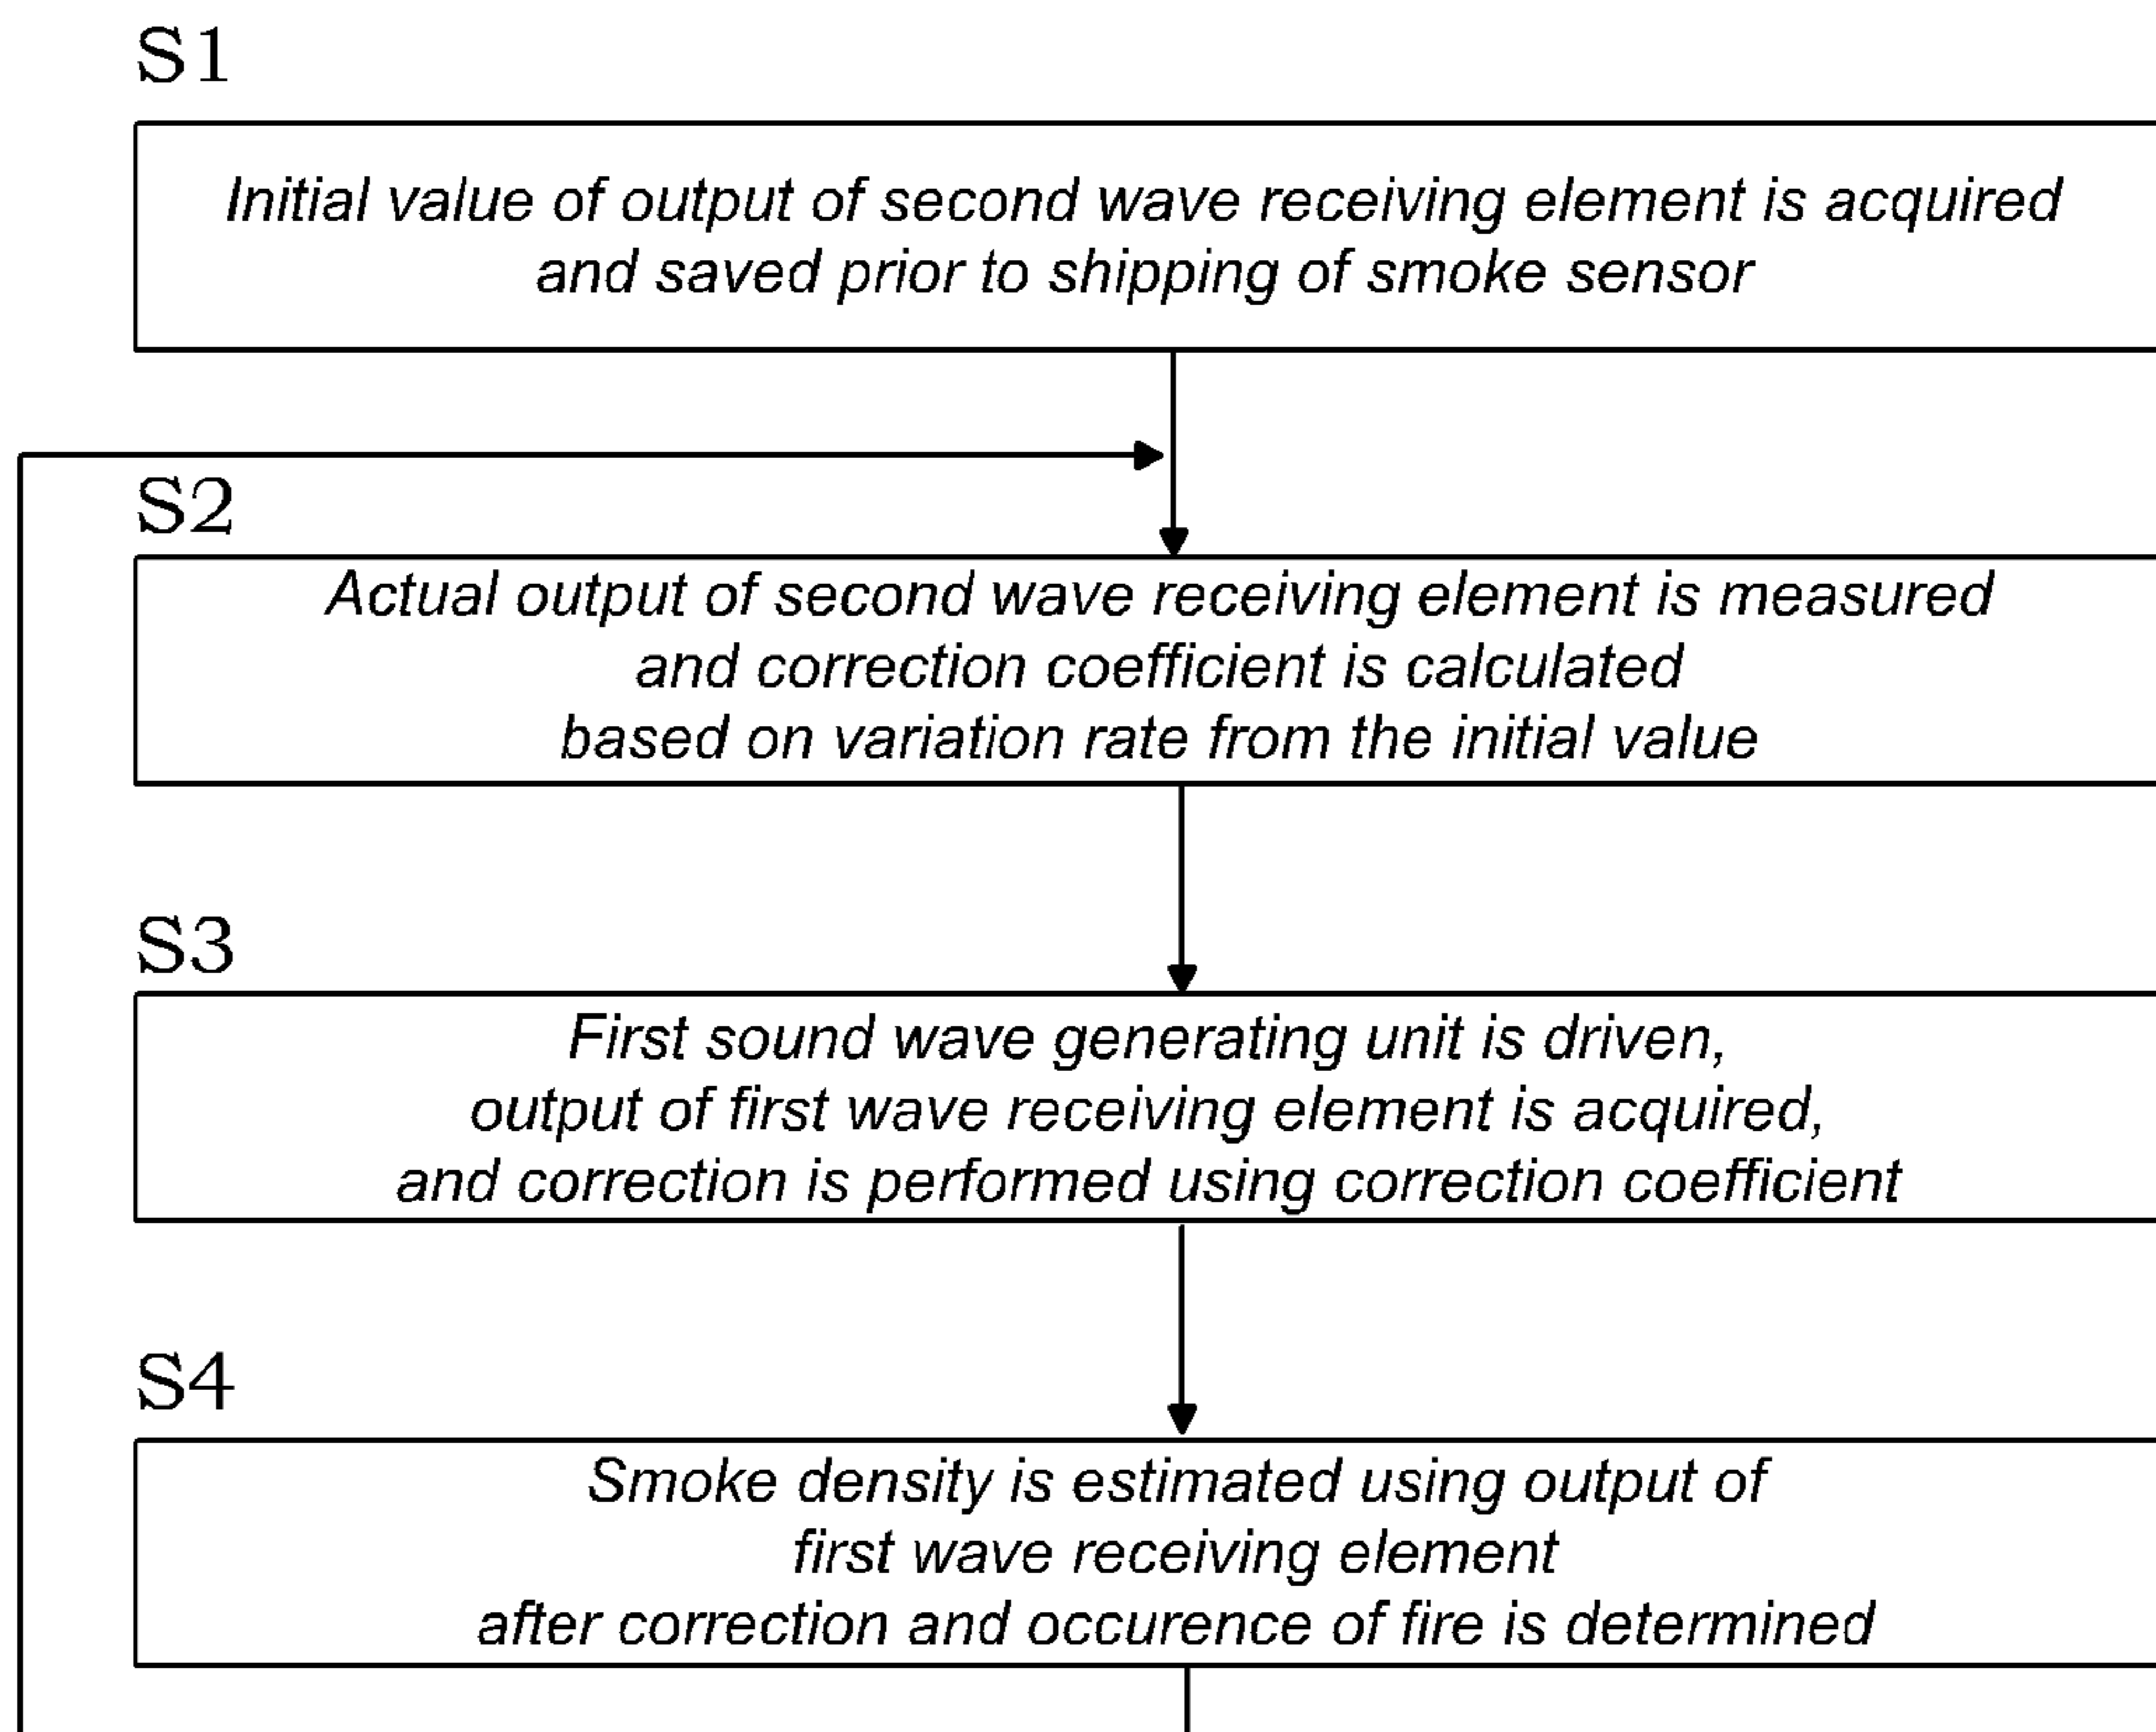 S1
Initial value of output of second wave receiving element is acquired
and saved prior to shipping of smoke sensor
S2
Actual output of second wave receiving element is measured
and correction coefficient is calculated
based on variation rate from the initial value
S3
First sound wave generating unit is driven,
output of first wave receiving element is acquired,
and correction is performed using correction coefficient
S4
Smoke density is estimated using output of
first wave receiving element
after correction and occurence of fire is determined